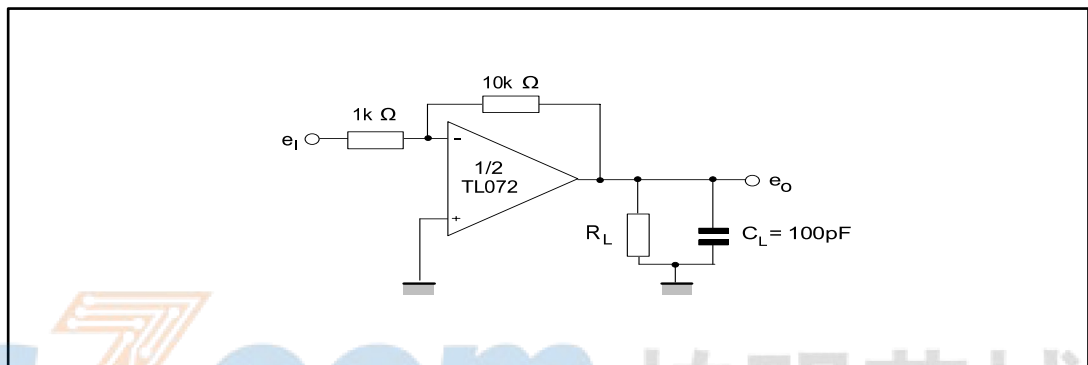 10k Ω
1k Ω
eI
-
1/2
TL072
+
eo
RL
CL= 100pF